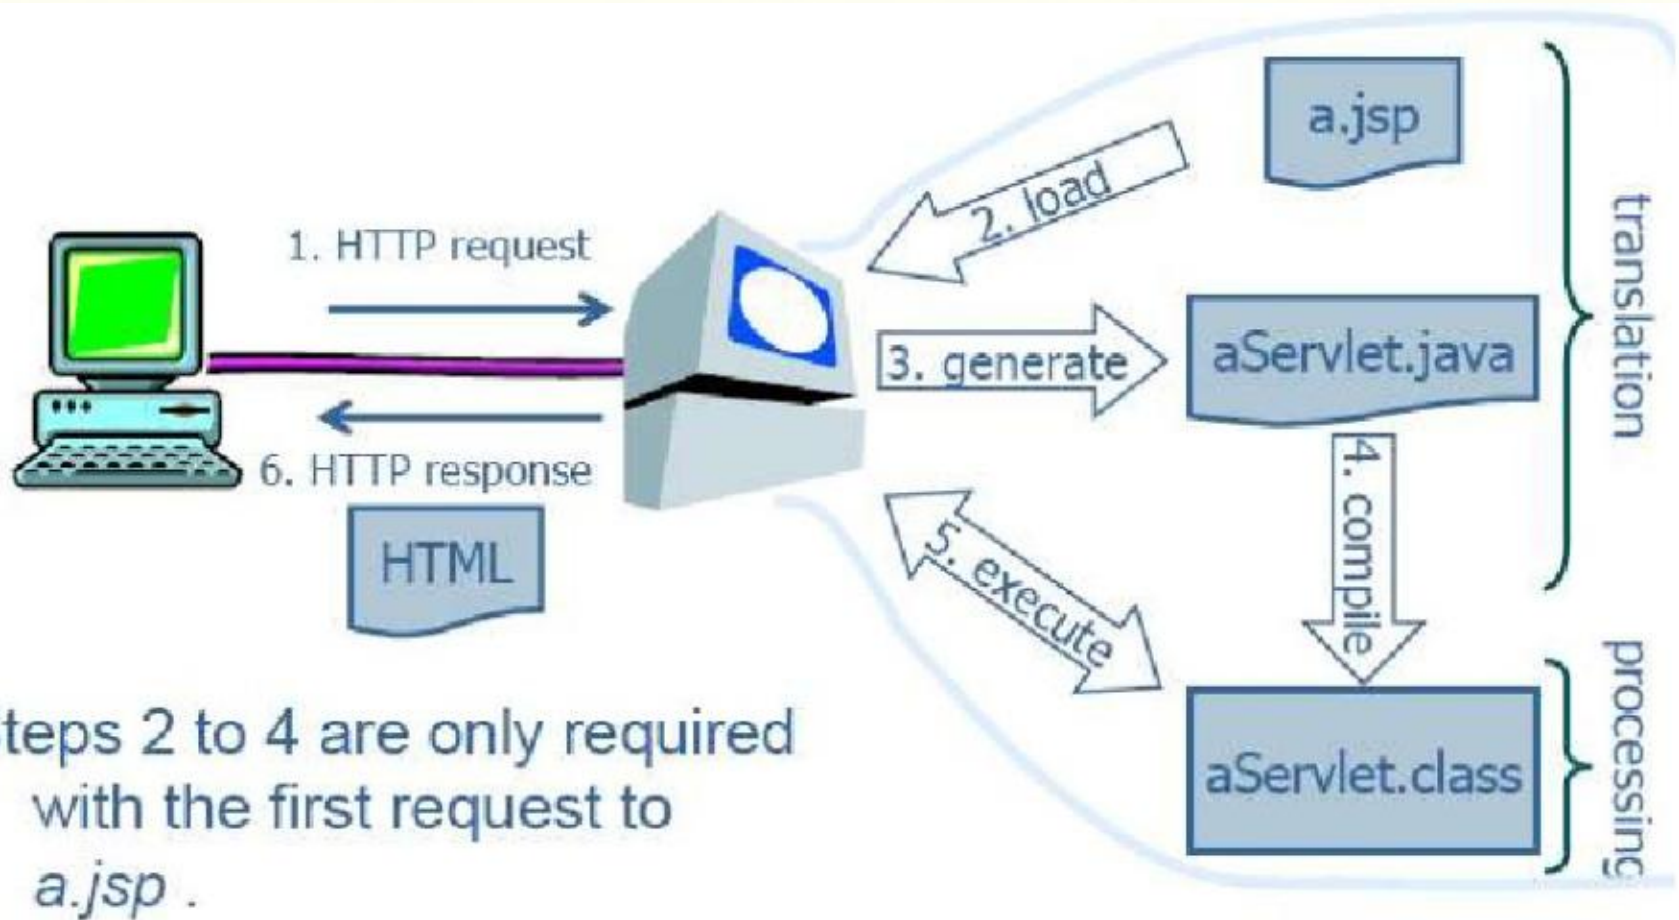 a.jsp
2. load
1. HTTP request
translation
3. generate
aServlet.java
6. HTTP response
4. compile
HTML
5. execute
processing
aServlet.class
teps 2 to 4 are only required
with the first request to
a.jsp .